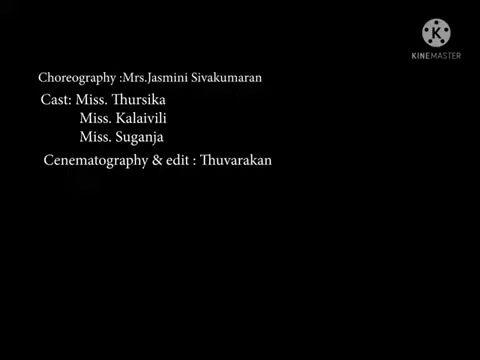 KINEMASTER
Choreography :Mrs.Jasmini Sivakumaran
Cast: Miss. Thursika
Miss. Kalaivili
Miss. Suganja
Cenematography & edit : Thuvarakan